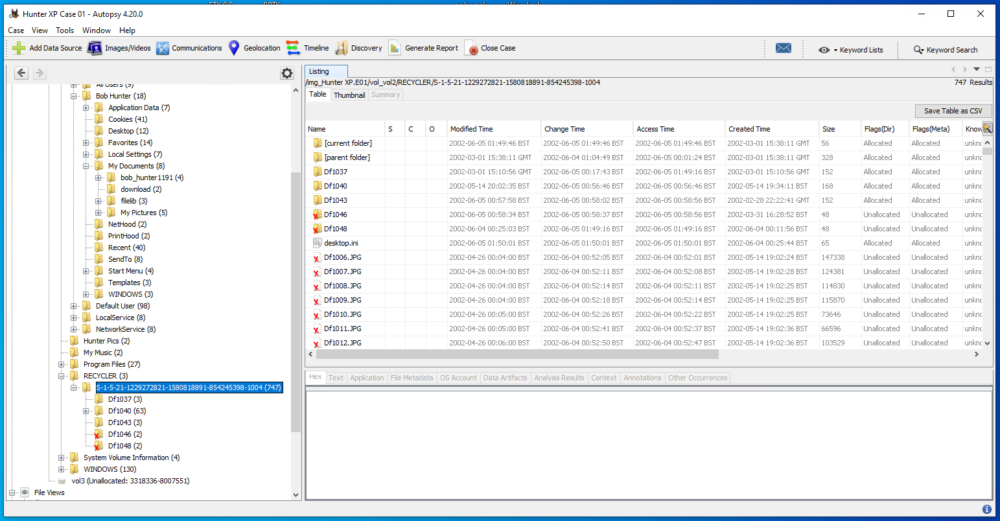 Hunter XP Case 01 - Autopsy 4.20.0
Case View Tools Window Help
Add Data Source Images/Videos Communications Geolocation Timeline Discovery Generate Report Close Case Keyword Lists Keyword Search
All Users (9)
Bob Hunter (18)
Application Data (7)
Cookies (41)
Desktop (12)
Favorites (14)
Local Settings (7)
My Documents (8)
bob_hunter1191 (4)
download (2)
filelib (3)
My Pictures (5)
NetHood (2)
PrintHood (2)
Recent (40)
SendTo (8)
Start Menu (4)
Templates (3)
WINDOWS (3)
Default User (98)
LocalService (8)
NetworkService (8)
Hunter Pics (2)
My Music (2)
Program Files (27)
RECYCLER (3)
S-1-5-21-1229272821-1580818891-854245398-1004 (747)
Df1037 (3)
Df1040 (63)
Df1043 (3)
Df1046 (2)
Df1048 (2)
System Volume Information (4)
WINDOWS (130)
vol3 (Unallocated: 3318336-8007551)
File Views
Listing
/img_Hunter XP.E01/vol_vol2/RECYCLER/S-1-5-21-1229272821-1580818891-854245398-1004 747 Results
Table Thumbnail Summary
Save Table as CSV
Name S C O Modified Time Change Time Access Time Created Time Size Flags(Dir) Flags(Meta) Know
[current folder] 2002-06-05 01:49:46 BST 2002-06-05 01:49:46 BST 2002-06-05 01:49:46 BST 2002-03-01 15:38:11 GMT 56 Allocated Allocated unknc
[parent folder] 2002-03-01 15:38:11 GMT 2002-06-04 01:04:49 BST 2002-06-05 00:01:24 BST 2002-03-01 15:38:11 GMT 328 Allocated Allocated unknc
Df1037 2002-03-01 15:10:56 GMT 2002-06-05 00:17:43 BST 2002-06-05 01:49:16 BST 2002-03-01 15:10:56 GMT 152 Allocated Allocated unknc
Df1040 2002-05-14 20:02:35 BST 2002-06-05 00:56:46 BST 2002-06-05 00:56:46 BST 2002-05-14 19:34:11 BST 168 Allocated Allocated unknc
Df1043 2002-06-05 00:57:58 BST 2002-06-05 00:58:02 BST 2002-06-05 00:58:56 BST 2002-02-28 22:22:41 GMT 152 Allocated Allocated unknc
Df1046 2002-06-05 00:58:34 BST 2002-06-05 00:58:37 BST 2002-06-05 00:58:56 BST 2002-03-31 16:28:52 BST 48 Unallocated Unallocated unknc
Df1048 2002-06-04 00:25:03 BST 2002-06-05 01:49:16 BST 2002-06-05 01:49:16 BST 2002-06-04 00:11:56 BST 48 Unallocated Unallocated unknc
desktop.ini 2002-06-05 01:50:01 BST 2002-06-05 01:50:01 BST 2002-06-05 01:50:01 BST 2002-06-04 00:25:44 BST 65 Allocated Allocated unknc
Df1006.JPG 2002-04-26 00:04:00 BST 2002-06-04 00:52:05 BST 2002-06-04 00:52:01 BST 2002-05-14 19:02:24 BST 147338 Unallocated Unallocated unknc
Df1007.JPG 2002-04-26 00:04:00 BST 2002-06-04 00:52:11 BST 2002-06-04 00:52:08 BST 2002-05-14 19:02:25 BST 124381 Unallocated Unallocated unknc
Df1008.JPG 2002-04-26 00:04:00 BST 2002-06-04 00:52:14 BST 2002-06-04 00:52:11 BST 2002-05-14 19:02:25 BST 114830 Unallocated Unallocated unknc
Df1009.JPG 2002-04-26 00:04:00 BST 2002-06-04 00:52:18 BST 2002-06-04 00:52:14 BST 2002-05-14 19:02:25 BST 115870 Unallocated Unallocated unknc
Df1010.JPG 2002-04-26 00:05:00 BST 2002-06-04 00:52:26 BST 2002-06-04 00:52:22 BST 2002-05-14 19:02:25 BST 73646 Unallocated Unallocated unknc
Df1011.JPG 2002-04-26 00:05:00 BST 2002-06-04 00:52:41 BST 2002-06-04 00:52:37 BST 2002-05-14 19:02:36 BST 66596 Unallocated Unallocated unknc
Df1012.JPG 2002-04-26 00:06:00 BST 2002-06-04 00:52:50 BST 2002-06-04 00:52:47 BST 2002-05-14 19:02:36 BST 103529 Unallocated Unallocated unknc
Hex Text Application File Metadata OS Account Data Artifacts Analysis Results Context Annotations Other Occurrences